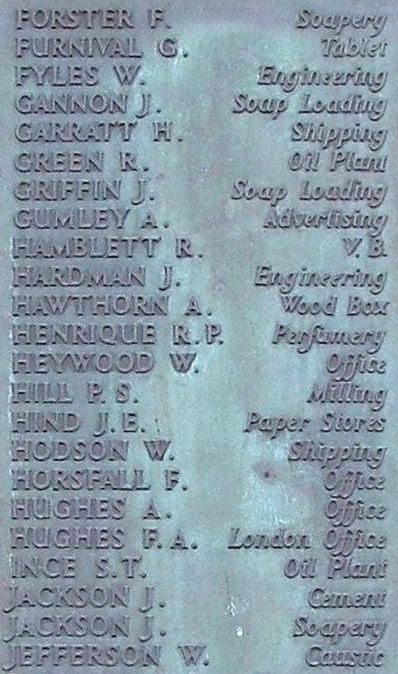 FORSTER F. Soapery
FURNIVAL G. Tablet
FYLES W. Engineering
GANNON J. Soap Loading
GARRATT H. Shipping
GREEN R. Oil Plant
GRIFFIN J. Soap Loading
GUMLEY A. Advertising
HAMBLETT R. V.B.
HARDMAN J. Engineering
HAWTHORN A. Wood Box
HENRIQUE R.P. Perfumery
HEYWOOD W. Office
HILL P.S. Milling
HIND J.E. Paper Stores
HODSON W. Shipping
HORSFALL F. Office
HUGHES A. Office
HUGHES F.A. London Office
INCE S.T. Oil Plant
JACKSON J. Cement
JACKSON J. Soapery
JEFFERSON W. Caustic